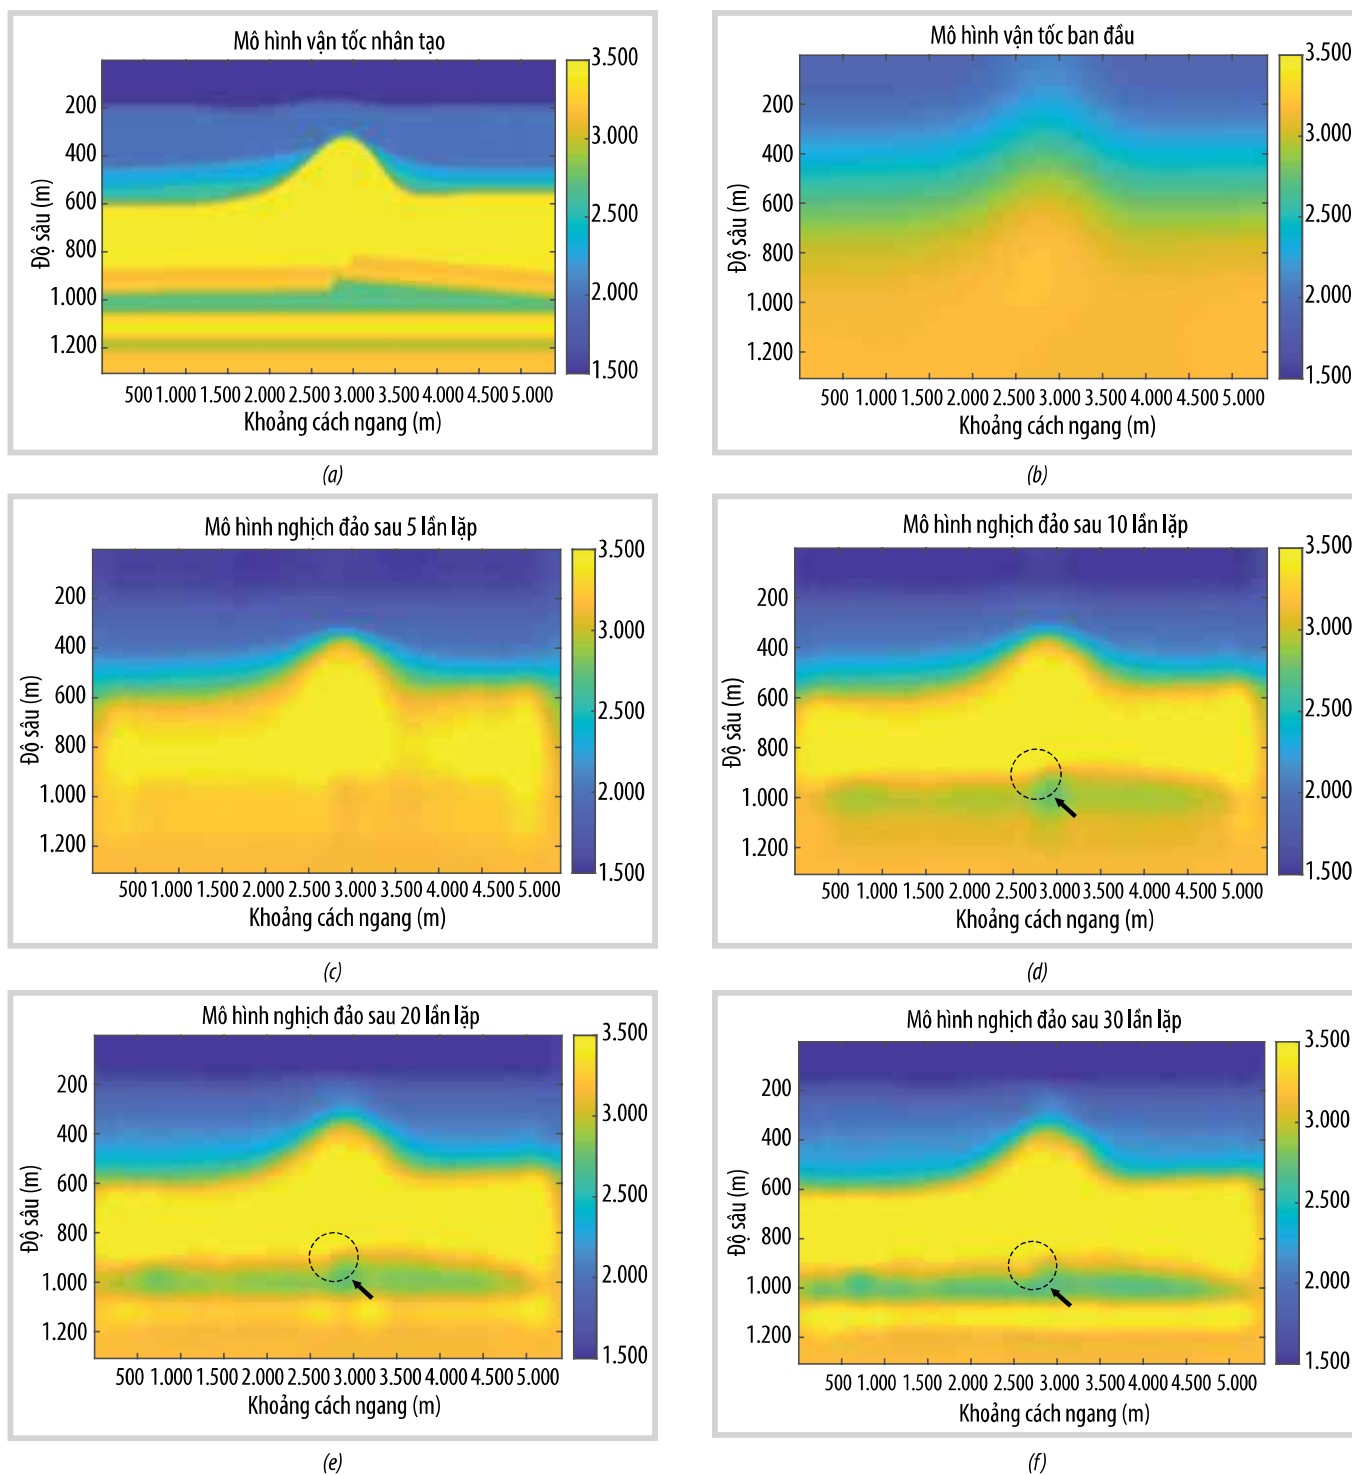 Mô hình vận tốc nhân tạo
3.500
3.000
2.500
2.000
1.500
200
400
600
800
1.000
1.200
Độ sâu (m)
500 1.000 1.500 2.000 2.500 3.000 3.500 4.000 4.500 5.000
Khoảng cách ngang (m)
(a)
Mô hình vận tốc ban đầu
3.500
3.000
2.500
2.000
1.500
200
400
600
800
1.000
1.200
Độ sâu (m)
500 1.000 1.500 2.000 2.500 3.000 3.500 4.000 4.500 5.000
Khoảng cách ngang (m)
(b)
Mô hình nghịch đảo sau 5 lần lặp
3.500
3.000
2.500
2.000
1.500
200
400
600
800
1.000
1.200
Độ sâu (m)
500 1.000 1.500 2.000 2.500 3.000 3.500 4.000 4.500 5.000
Khoảng cách ngang (m)
(c)
Mô hình nghịch đảo sau 10 lần lặp
3.500
3.000
2.500
2.000
1.500
200
400
600
800
1.000
1.200
Độ sâu (m)
500 1.000 1.500 2.000 2.500 3.000 3.500 4.000 4.500 5.000
Khoảng cách ngang (m)
(d)
Mô hình nghịch đảo sau 20 lần lặp
3.500
3.000
2.500
2.000
1.500
200
400
600
800
1.000
1.200
Độ sâu (m)
500 1.000 1.500 2.000 2.500 3.000 3.500 4.000 4.500 5.000
Khoảng cách ngang (m)
(e)
Mô hình nghịch đảo sau 30 lần lặp
3.500
3.000
2.500
2.000
1.500
200
400
600
800
1.000
1.200
Độ sâu (m)
500 1.000 1.500 2.000 2.500 3.000 3.500 4.000 4.500 5.000
Khoảng cách ngang (m)
(f)